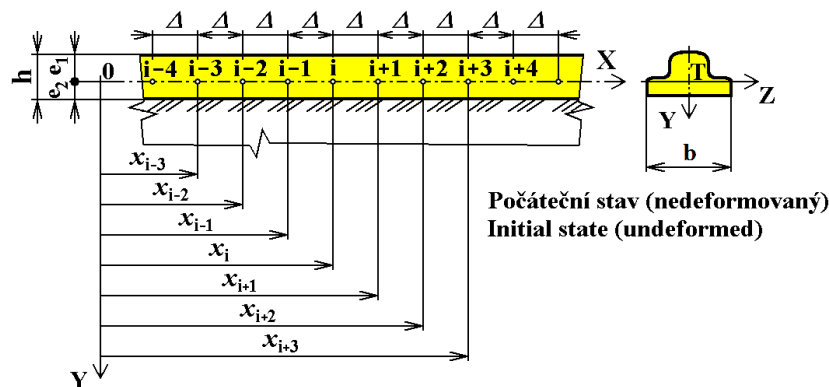 Δ Δ Δ Δ Δ Δ Δ Δ Δ
h e₂ e₁ 0 i−4 i−3 i−2 i−1 i i+1 i+2 i+3 i+4 X
T Z
Y
b
x_{i-3}
x_{i-2}
x_{i-1}
x_i
x_{i+1}
x_{i+2}
x_{i+3}
Y
Počáteční stav (nedeformovaný)
Initial state (undeformed)